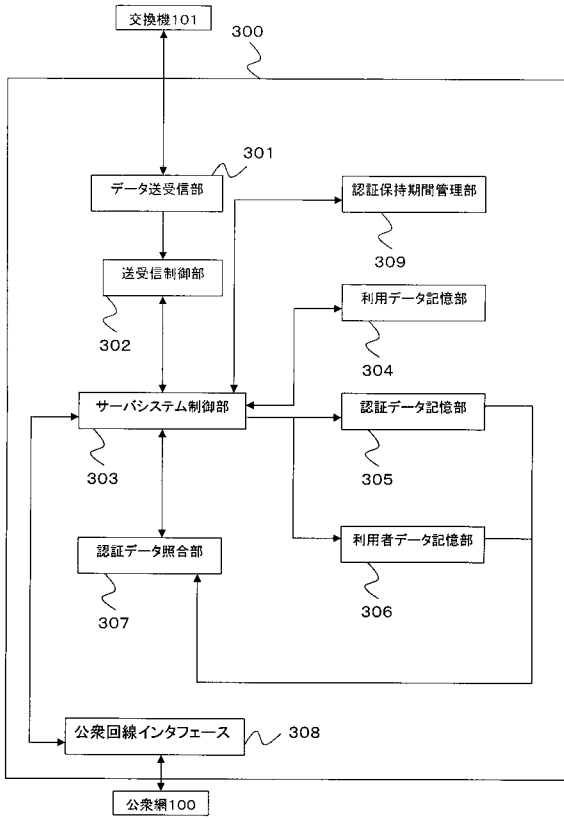 交換機101
300
301
データ送受信部
認証保持期間管理部
309
送受信制御部
302
利用データ記憶部
304
サーバシステム制御部
303
認証データ記憶部
305
認証データ照合部
307
利用者データ記憶部
306
公衆回線インタフェース
308
公衆網100